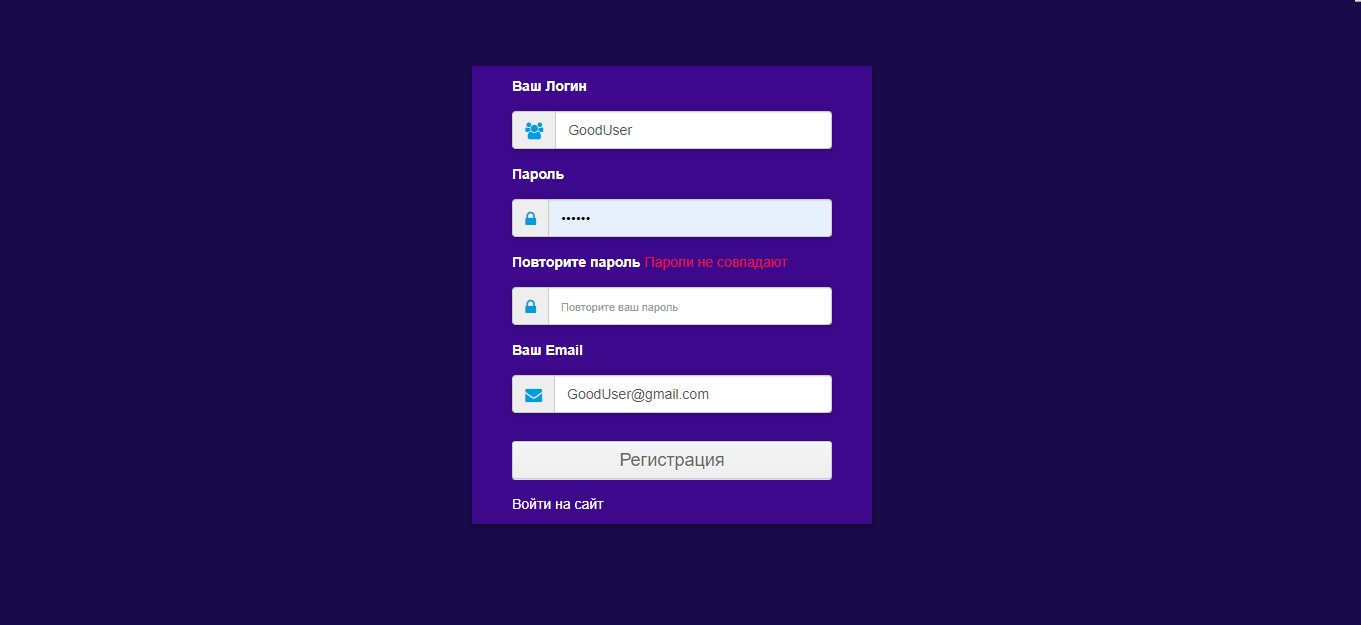 Ваш Логин
GoodUser
Пароль
••••••
Повторите пароль Пароли не совпадают
Повторите ваш пароль
Ваш Email
GoodUser@gmail.com
Регистрация
Войти на сайт